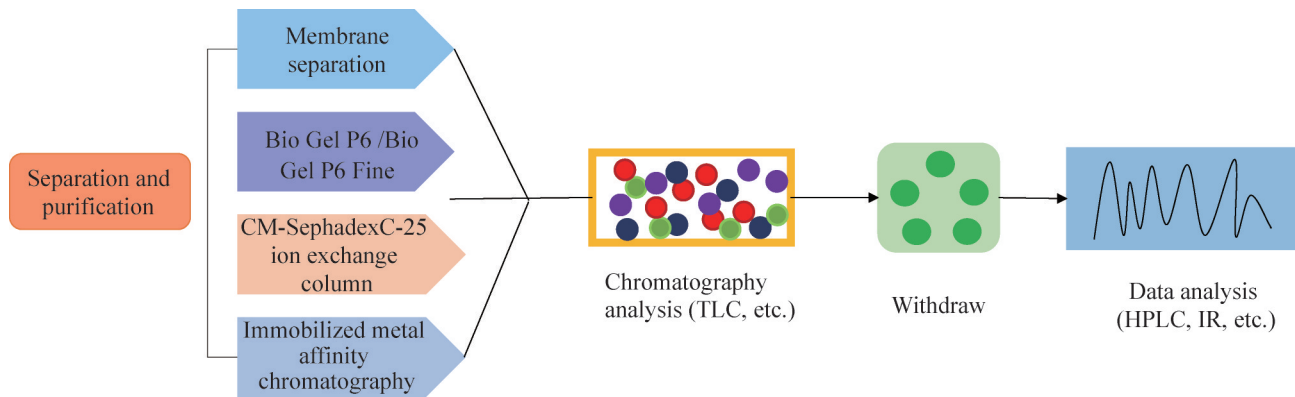 Separation and
purification
Membrane
separation
Bio Gel P6 /Bio
Gel P6 Fine
CM-SephadexC-25
ion exchange
column
Immobilized metal
affinity
chromatography
Chromatography
analysis (TLC, etc.)
Withdraw
Data analysis
(HPLC, IR, etc.)